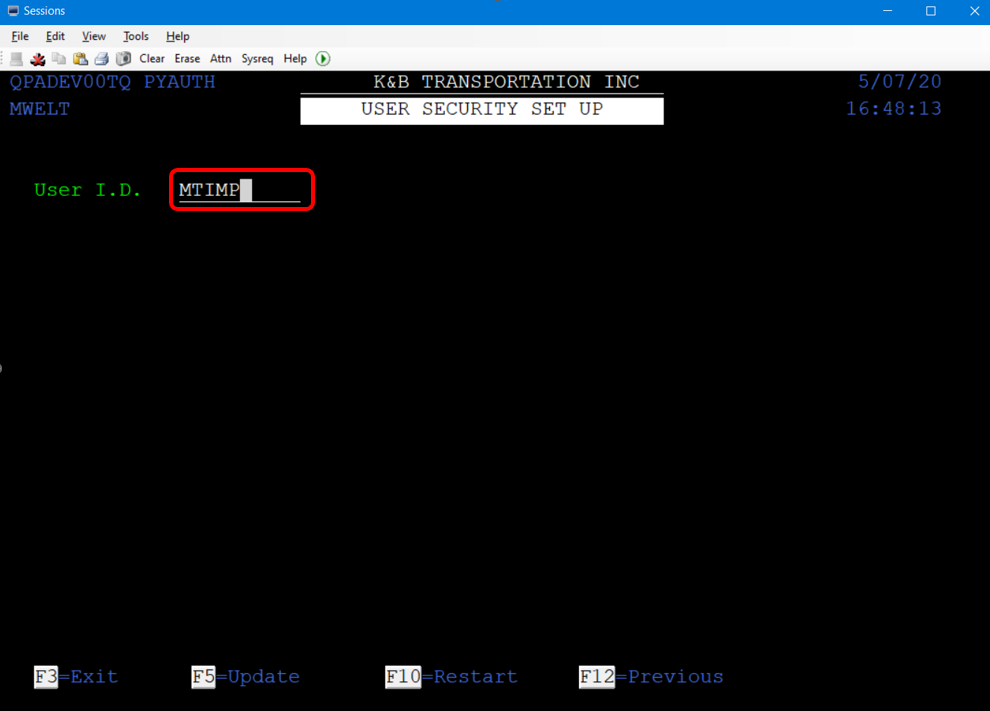 Sessions
File Edit View Tools Help
Clear Erase Attn Sysreq Help
QPADEV00TQ PYAUTH K&B TRANSPORTATION INC 5/07/20
MWELT USER SECURITY SET UP 16:48:13
User I.D. MTIMP
F3=Exit F5=Update F10=Restart F12=Previous